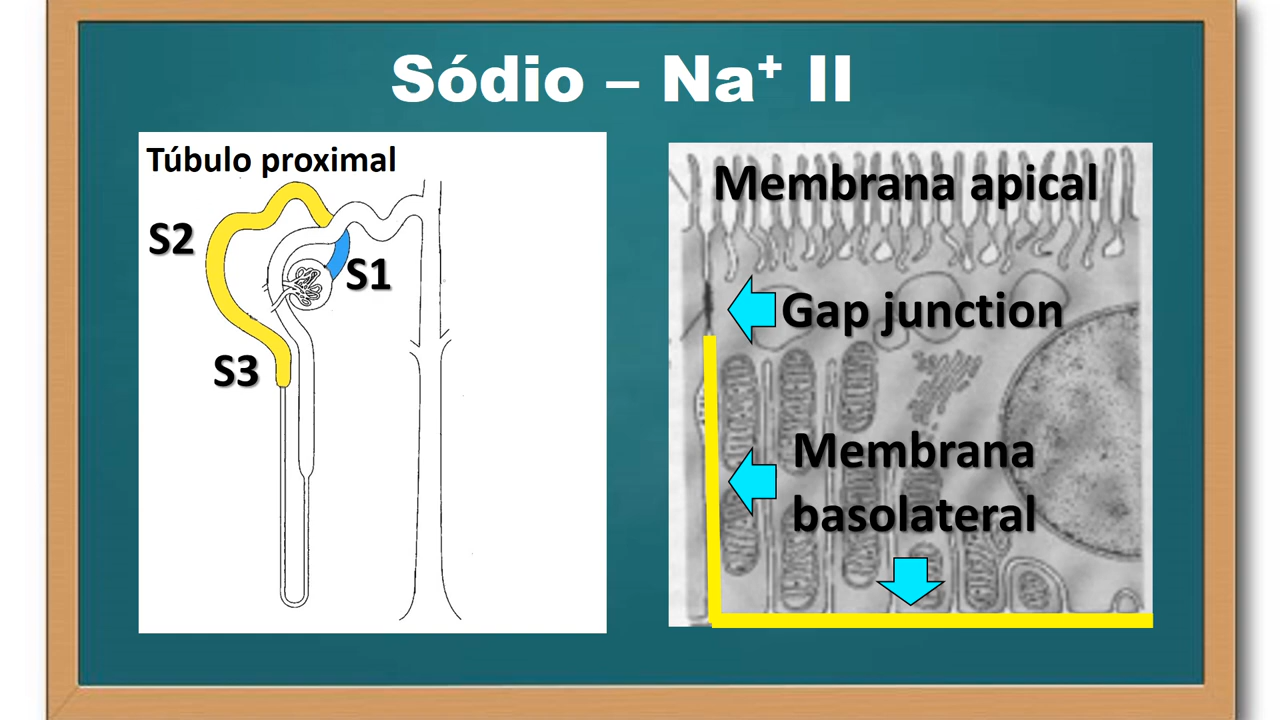 Sódio – Na⁺ II
Túbulo proximal
S2
S1
S3
Membrana apical
Gap junction
Membrana
basolateral